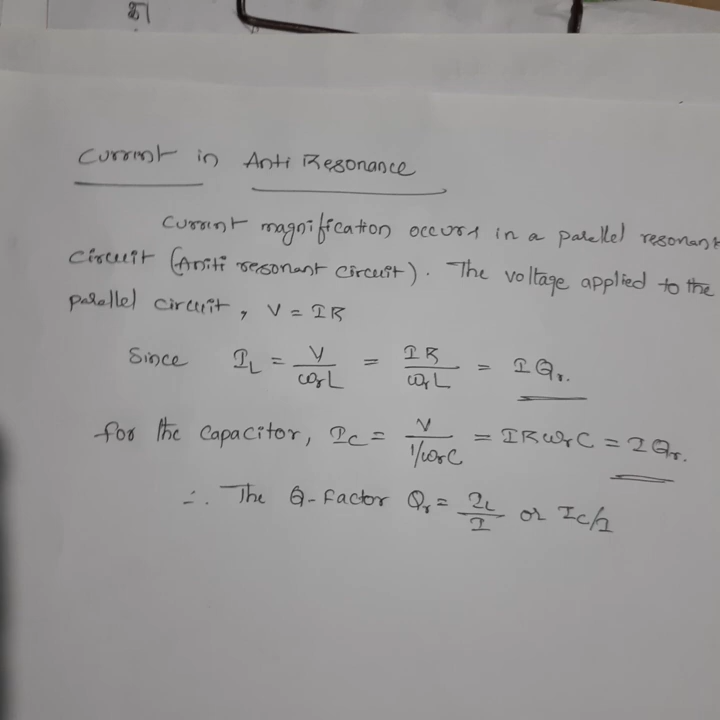 Current in Anti Resonance
Current magnification occurs in a parellel resonant
circuit (Aniti resonant circuit). The voltage applied to the
parallel circuit, V = IR
Since I_L = V/ω_rL = IR/ω_rL = IQ_r.
for the capacitor, I_C = V/(1/ω_rC) = IRω_rC = IQ_r.
∴ The Q-factor Q_r = I_L/I or I_C/I